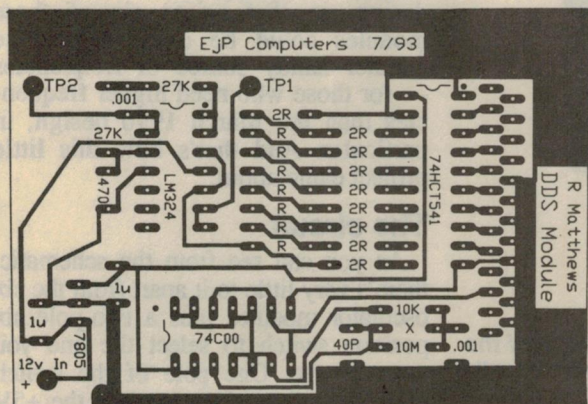 EjP Computers 7/93
TP2
27K
TP1
.001
2R
27K
R 2R
R 2R
R 2R
R 2R
R 2R
R 2R
R 2R
2R
470
LM324
74HCT541
R Matthews
DDS Module
1u
1u
7805
12v In
+
74C00
10K
X
10M
40P
.001